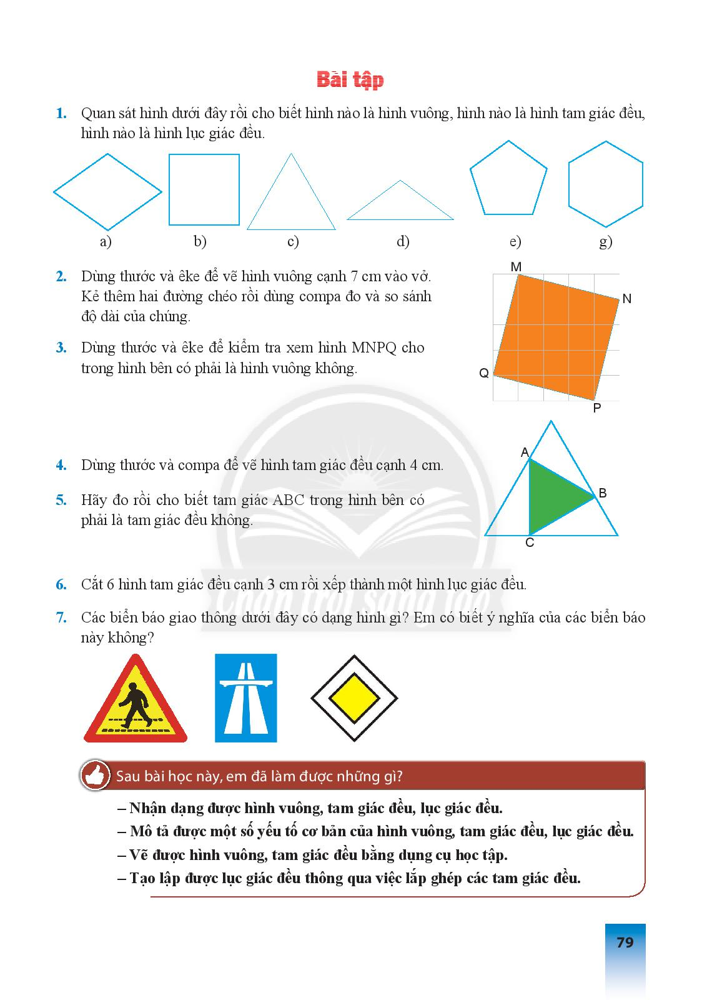 Bài tập
1. Quan sát hình dưới đây rồi cho biết hình nào là hình vuông, hình nào là hình tam giác đều,
hình nào là hình lục giác đều.
a) b) c) d) e) g)
2. Dùng thước và êke để vẽ hình vuông cạnh 7 cm vào vở.
Kẻ thêm hai đường chéo rồi dùng compa đo và so sánh
độ dài của chúng.
3. Dùng thước và êke để kiểm tra xem hình MNPQ cho
trong hình bên có phải là hình vuông không.
M
N
Q
P
4. Dùng thước và compa để vẽ hình tam giác đều cạnh 4 cm.
5. Hãy đo rồi cho biết tam giác ABC trong hình bên có
phải là tam giác đều không.
A
B
C
Chân trời sáng tạo
6. Cắt 6 hình tam giác đều cạnh 3 cm rồi xếp thành một hình lục giác đều.
7. Các biển báo giao thông dưới đây có dạng hình gì? Em có biết ý nghĩa của các biển báo
này không?
Sau bài học này, em đã làm được những gì?
– Nhận dạng được hình vuông, tam giác đều, lục giác đều.
– Mô tả được một số yếu tố cơ bản của hình vuông, tam giác đều, lục giác đều.
– Vẽ được hình vuông, tam giác đều bằng dụng cụ học tập.
– Tạo lập được lục giác đều thông qua việc lắp ghép các tam giác đều.
79